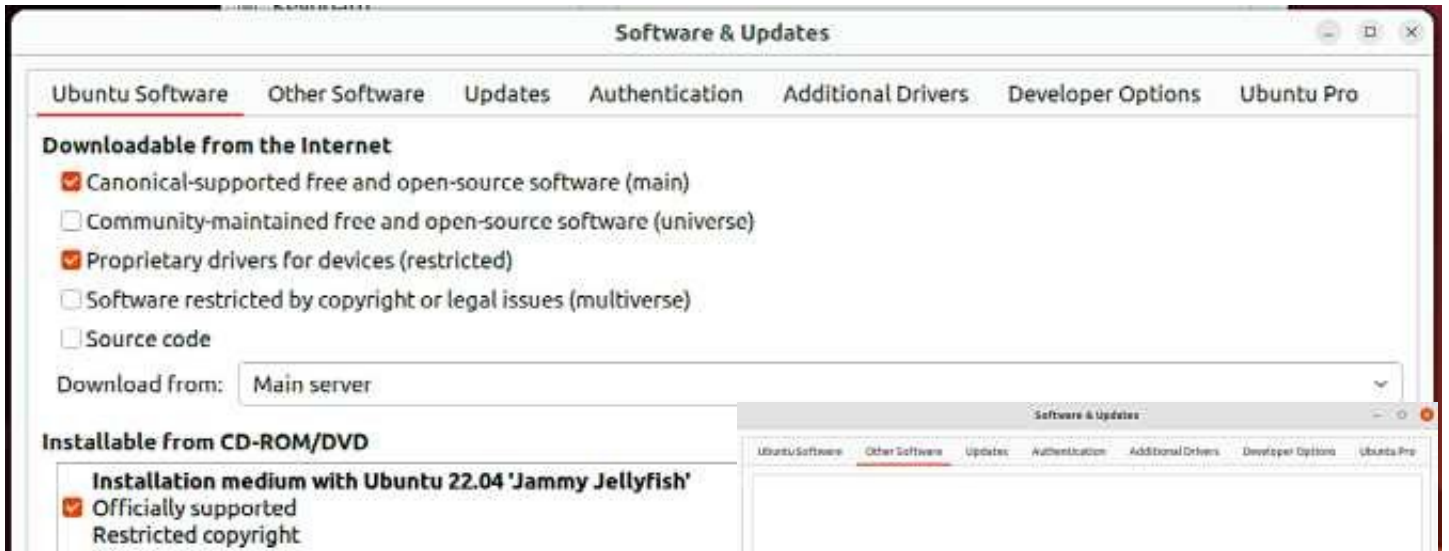 Software & Updates
Ubuntu Software Other Software Updates Authentication Additional Drivers Developer Options Ubuntu Pro
Downloadable from the Internet
Canonical-supported free and open-source software (main)
Community-maintained free and open-source software (universe)
Proprietary drivers for devices (restricted)
Software restricted by copyright or legal issues (multiverse)
Source code
Download from: Main server
Installable from CD-ROM/DVD
Installation medium with Ubuntu 22.04 'Jammy Jellyfish'
Officially supported
Restricted copyright
Software & Updates
Ubuntu Software Other Software Updates Authentication Additional Drivers Developer Options Ubuntu Pro